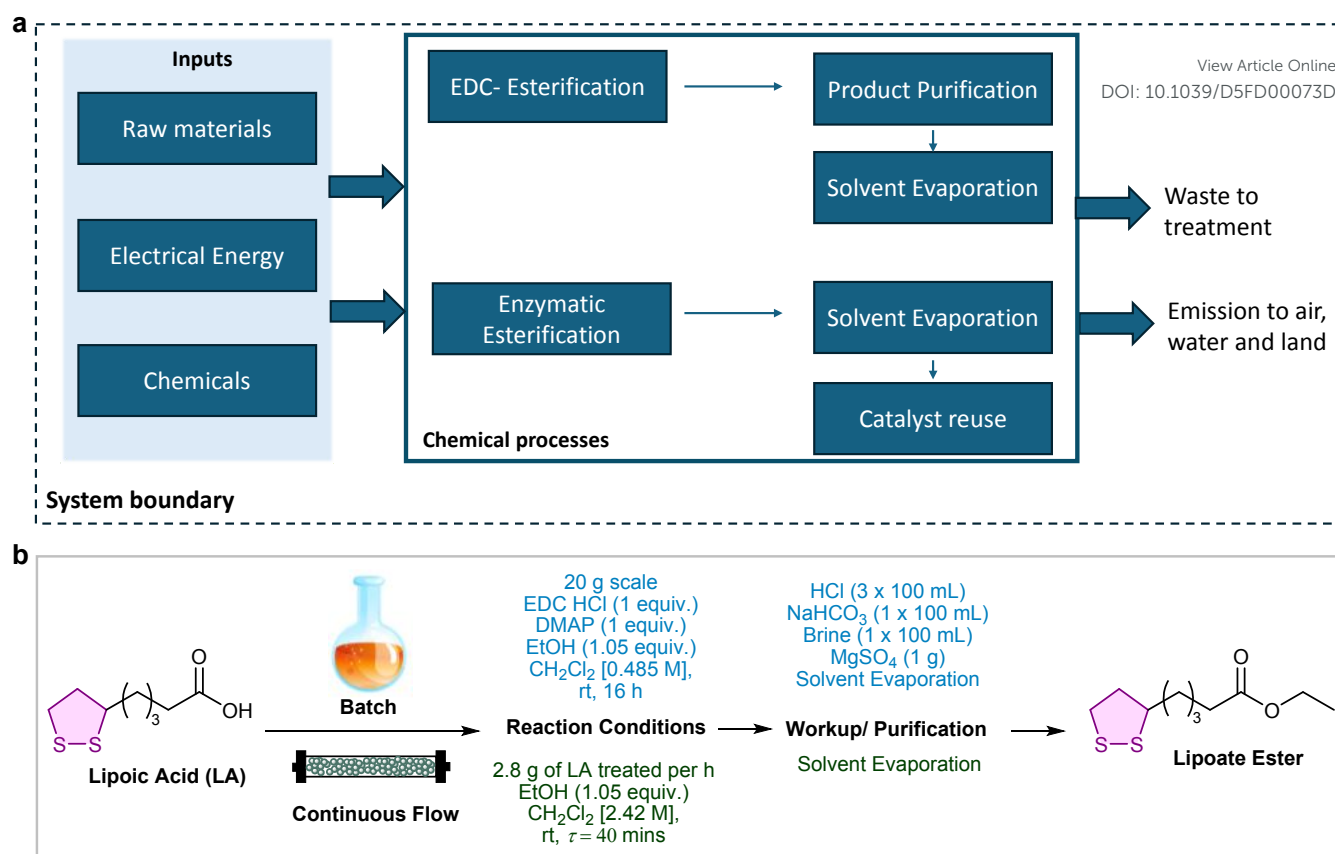 a
Inputs
Raw materials
Electrical Energy
Chemicals
EDC- Esterification
Product Purification
Solvent Evaporation
Enzymatic
Esterification
Solvent Evaporation
Catalyst reuse
Chemical processes
View Article Online
DOI: 10.1039/D5FD00073D
Waste to
treatment
Emission to air,
water and land
System boundary
b
O
OH
( )3
S S
Lipoic Acid (LA)
Batch
Continuous Flow
20 g scale
EDC HCl (1 equiv.)
DMAP (1 equiv.)
EtOH (1.05 equiv.)
CH₂Cl₂ [0.485 M],
rt, 16 h
Reaction Conditions
2.8 g of LA treated per h
EtOH (1.05 equiv.)
CH₂Cl₂ [2.42 M],
rt, τ = 40 mins
HCl (3 x 100 mL)
NaHCO₃ (1 x 100 mL)
Brine (1 x 100 mL)
MgSO₄ (1 g)
Solvent Evaporation
Workup/ Purification
Solvent Evaporation
O
O
( )3
S S
Lipoate Ester